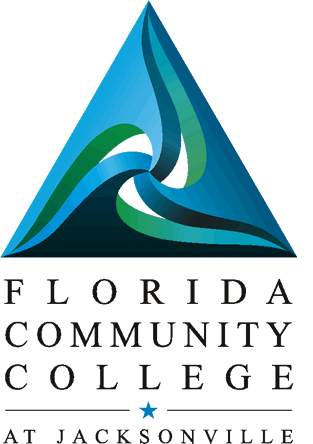 FLORIDA
COMMUNITY
COLLEGE
AT JACKSONVILLE